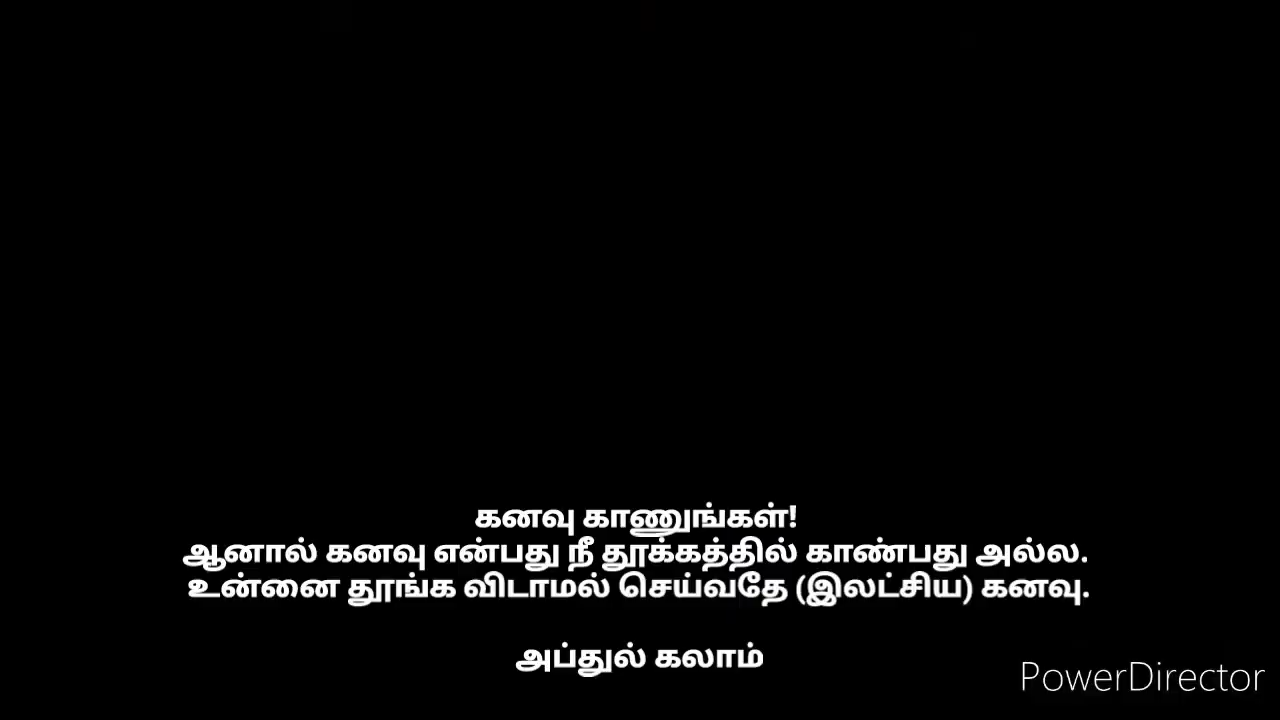 கனவு காணுங்கள்!
ஆனால் கனவு என்பது நீ தூக்கத்தில் காண்பது அல்ல.
உன்னை தூங்க விடாமல் செய்வதே (இலட்சிய) கனவு.
அப்துல் கலாம்
PowerDirector